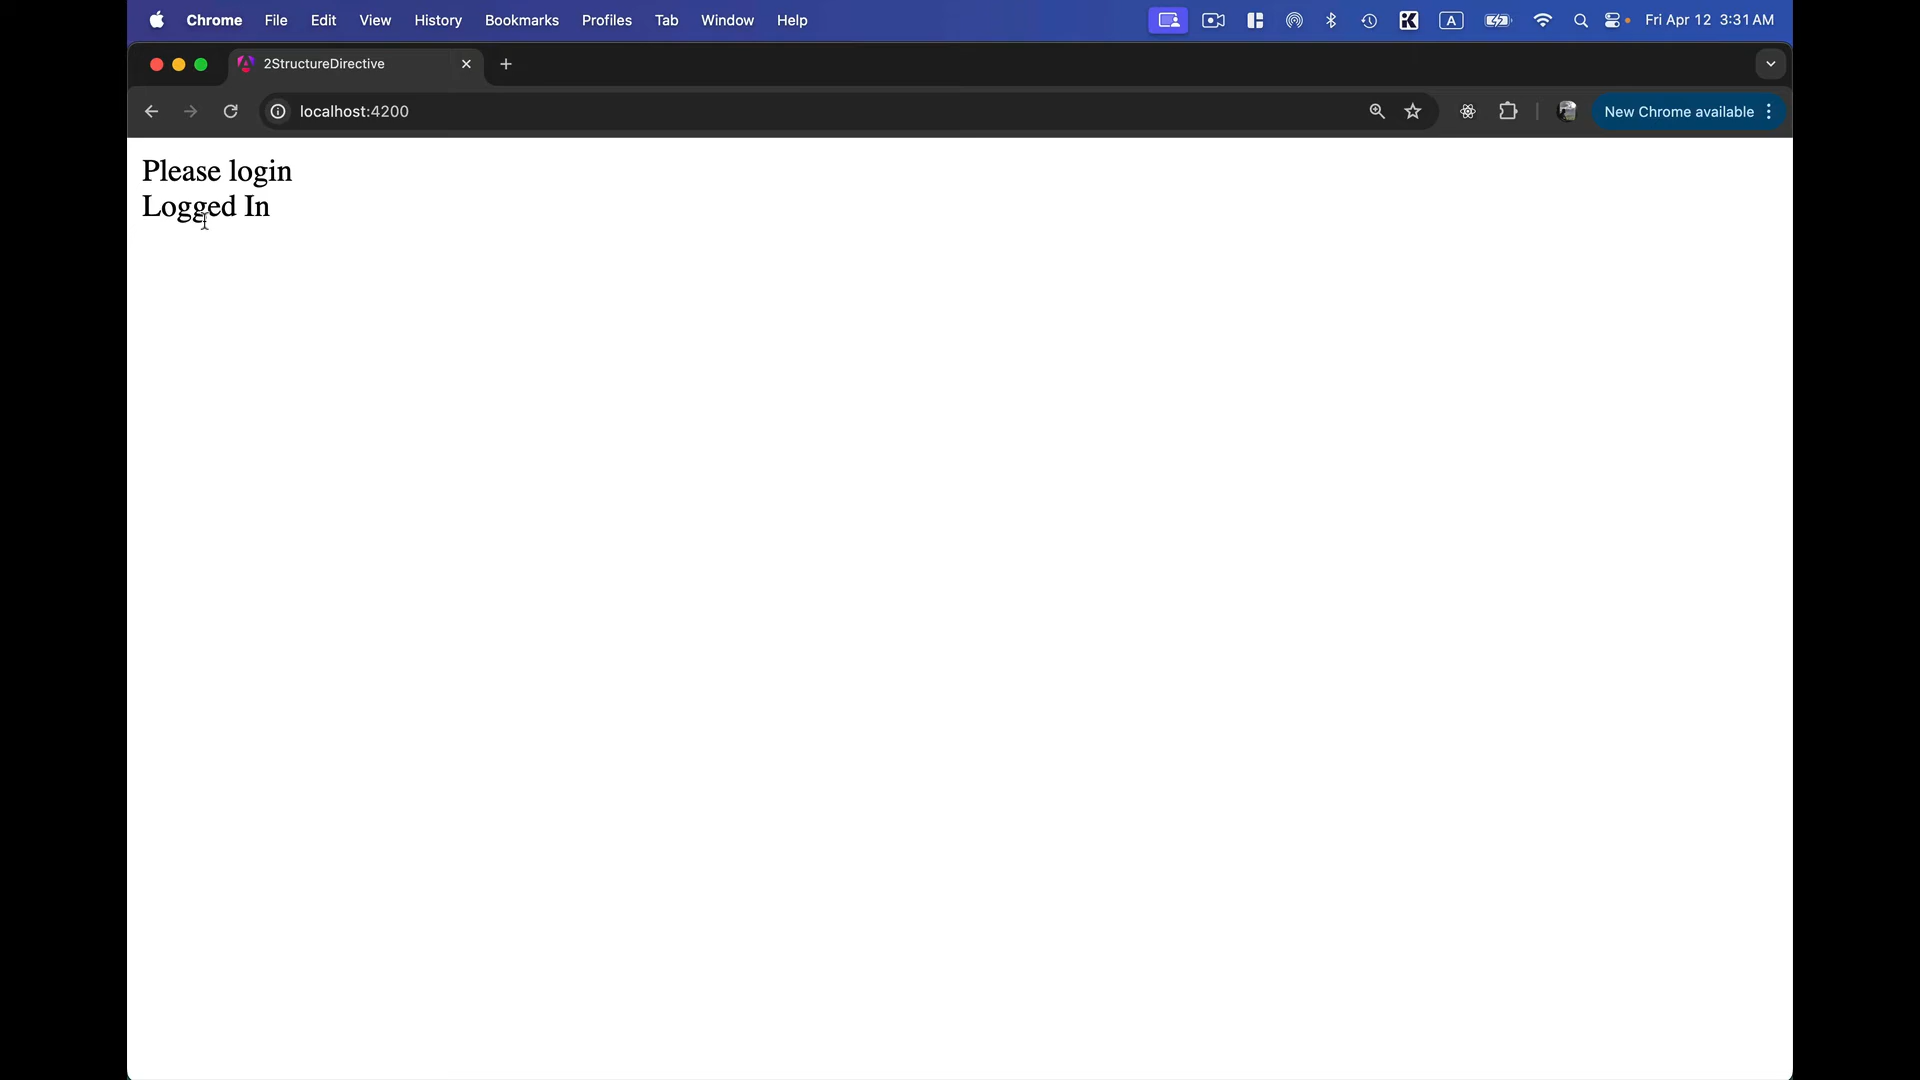 Chrome File Edit View History Bookmarks Profiles Tab Window Help A Fri Apr 12 3:31 AM
2StructureDirective
localhost:4200 New Chrome available
Please login
Logged In